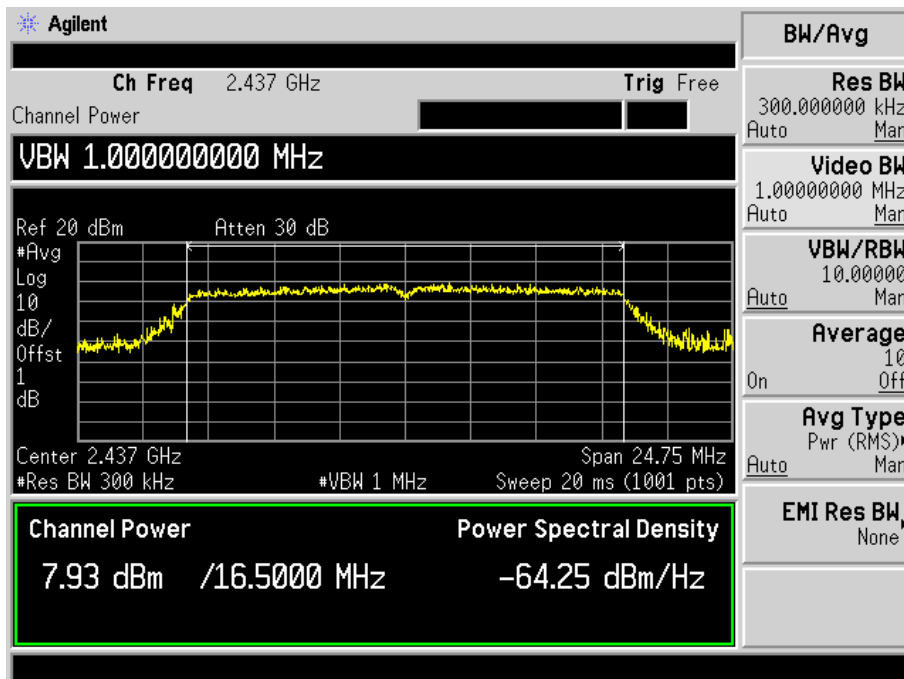 Agilent
Ch Freq 2.437 GHz Trig Free
Channel Power
VBW 1.000000000 MHz
Ref 20 dBm Atten 30 dB
#Avg
Log
10
dB/
Offst
1
dB
Center 2.437 GHz Span 24.75 MHz
#Res BW 300 kHz #VBW 1 MHz Sweep 20 ms (1001 pts)
Channel Power Power Spectral Density
7.93 dBm /16.5000 MHz -64.25 dBm/Hz
BW/Avg
Res BW
300.000000 kHz
Auto Man
Video BW
1.00000000 MHz
Auto Man
VBW/RBW
10.00000
Auto Man
Average
10
On Off
Avg Type
Pwr (RMS)
Auto Man
EMI Res BW
None